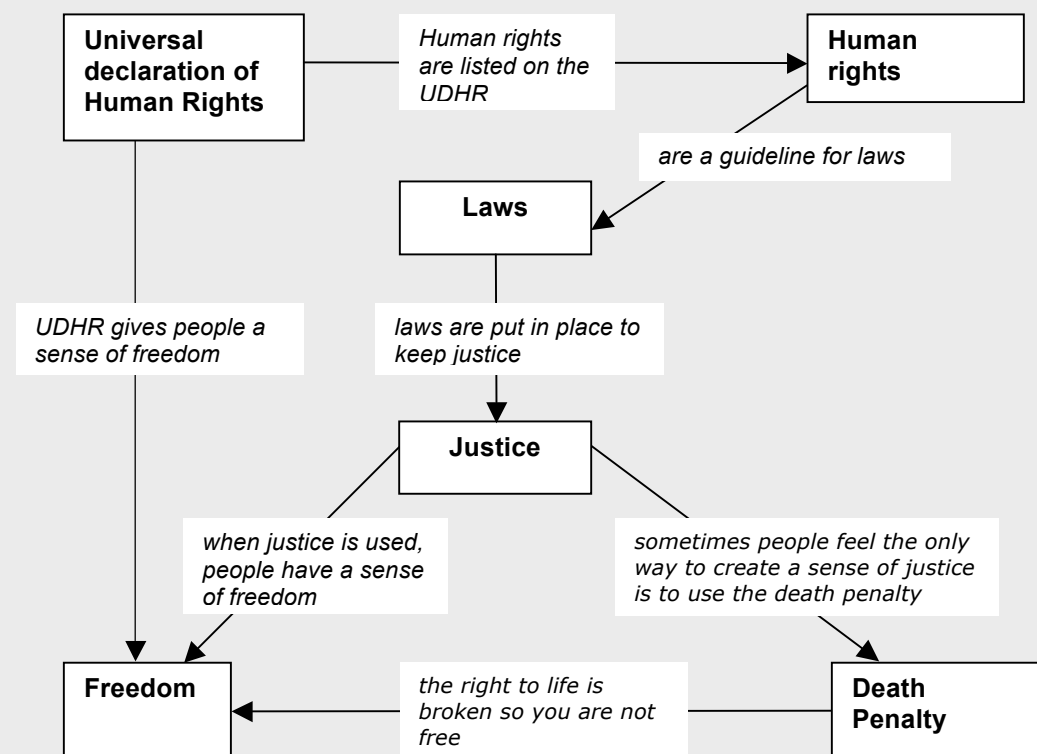 Universal
declaration of
Human Rights
Human rights
are listed on the
UDHR
Human
rights
are a guideline for laws
Laws
UDHR gives people a
sense of freedom
laws are put in place to
keep justice
Justice
when justice is used,
people have a sense
of freedom
sometimes people feel the only
way to create a sense of justice
is to use the death penalty
Freedom
the right to life is
broken so you are not
free
Death
Penalty